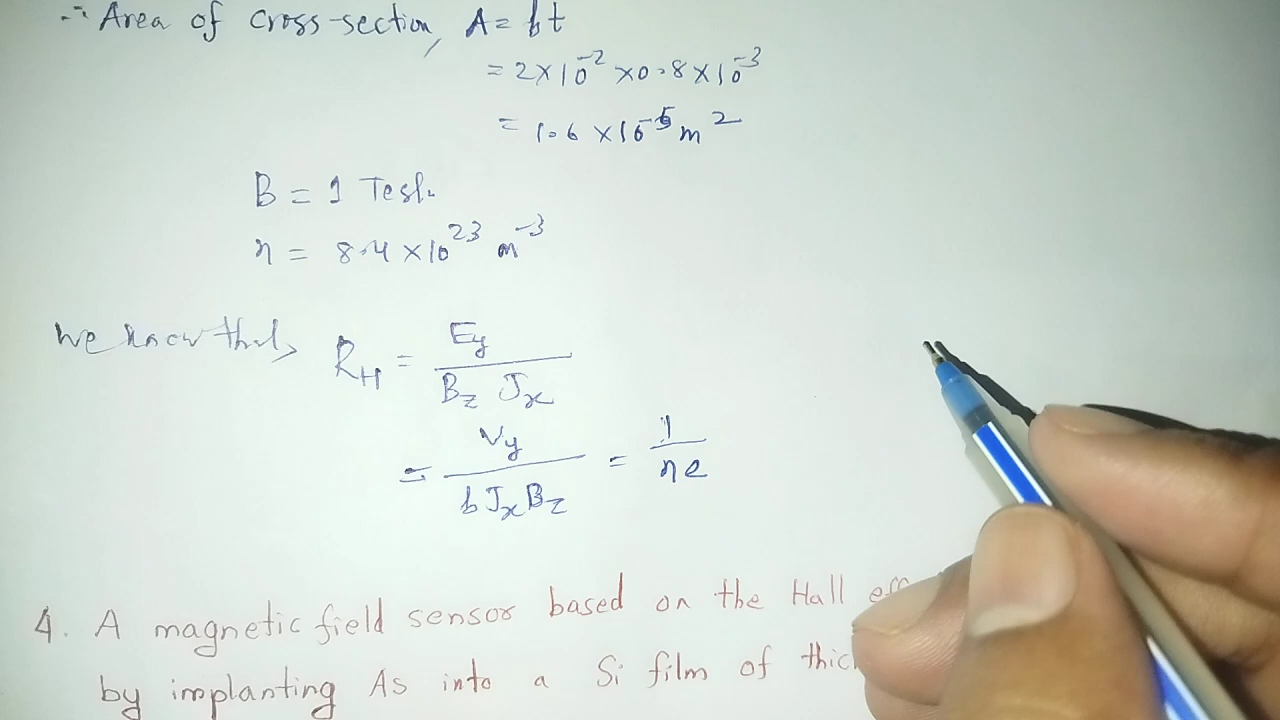 ∴ Area of cross-section, A = bt
= 2×10⁻² ×0.8×10⁻³
= 1.6 ×10⁻⁵ m²
B = 1 Tesla
n = 8.4 ×10²³ m⁻³
We know that, R_H = E_y / B_z J_x
= V_y / b J_x B_z = 1 / ne
4. A magnetic field sensor based on the Hall
by implanting As into a Si film of